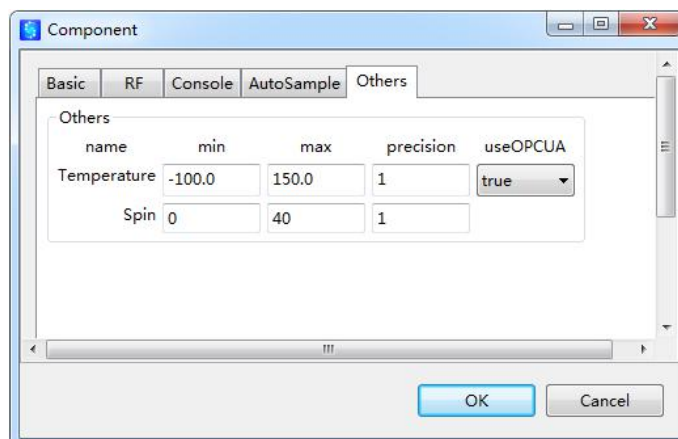 Component
Basic RF Console AutoSample Others
Others
name min max precision useOPCUA
Temperature -100.0 150.0 1 true
Spin 0 40 1
OK Cancel